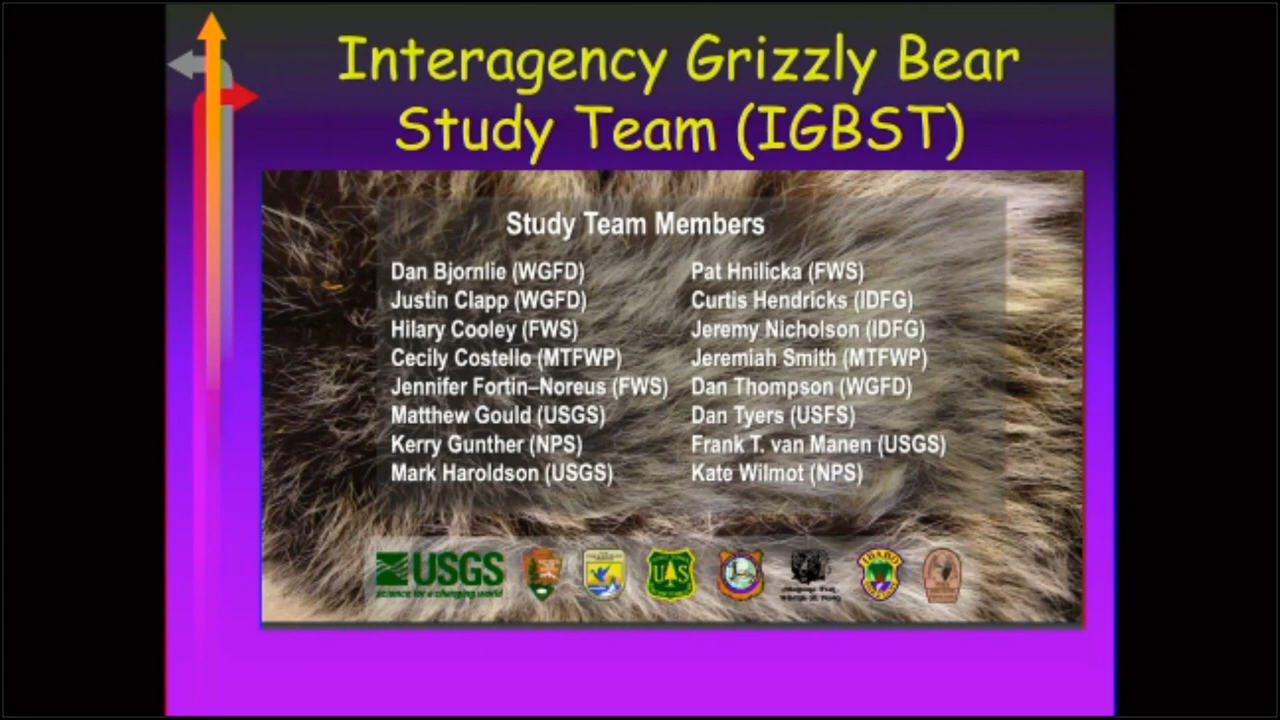 Interagency Grizzly Bear
Study Team (IGBST)
Study Team Members
Dan Bjornlie (WGFD)
Justin Clapp (WGFD)
Hilary Cooley (FWS)
Cecily Costello (MTFWP)
Jennifer Fortin–Noreus (FWS)
Matthew Gould (USGS)
Kerry Gunther (NPS)
Mark Haroldson (USGS)
Pat Hnilicka (FWS)
Curtis Hendricks (IDFG)
Jeremy Nicholson (IDFG)
Jeremiah Smith (MTFWP)
Dan Thompson (WGFD)
Dan Tyers (USFS)
Frank T. van Manen (USGS)
Kate Wilmot (NPS)
USGS
science for a changing world
US
IDAHO